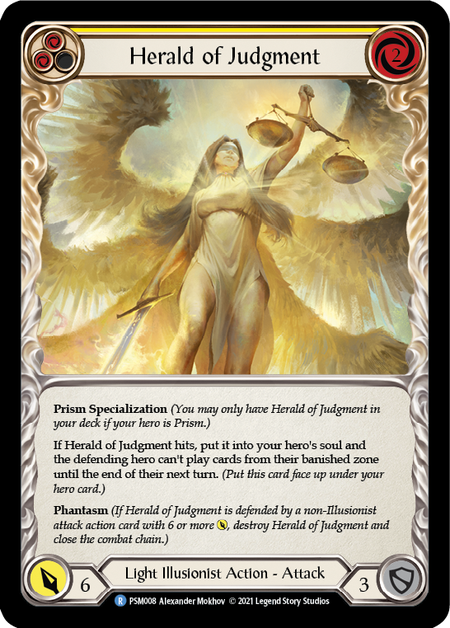 Herald of Judgment
2
Prism Specialization (You may only have Herald of Judgment in
your deck if your hero is Prism.)
If Herald of Judgment hits, put it into your hero's soul and
the defending hero can't play cards from their banished zone
until the end of their next turn. (Put this card face up under your
hero card.)
Phantasm (If Herald of Judgment is defended by a non-Illusionist
attack action card with 6 or more , destroy Herald of Judgment and
close the combat chain.)
6
Light Illusionist Action - Attack
3
R PSM008 Alexander Mokhov © 2021 Legend Story Studios